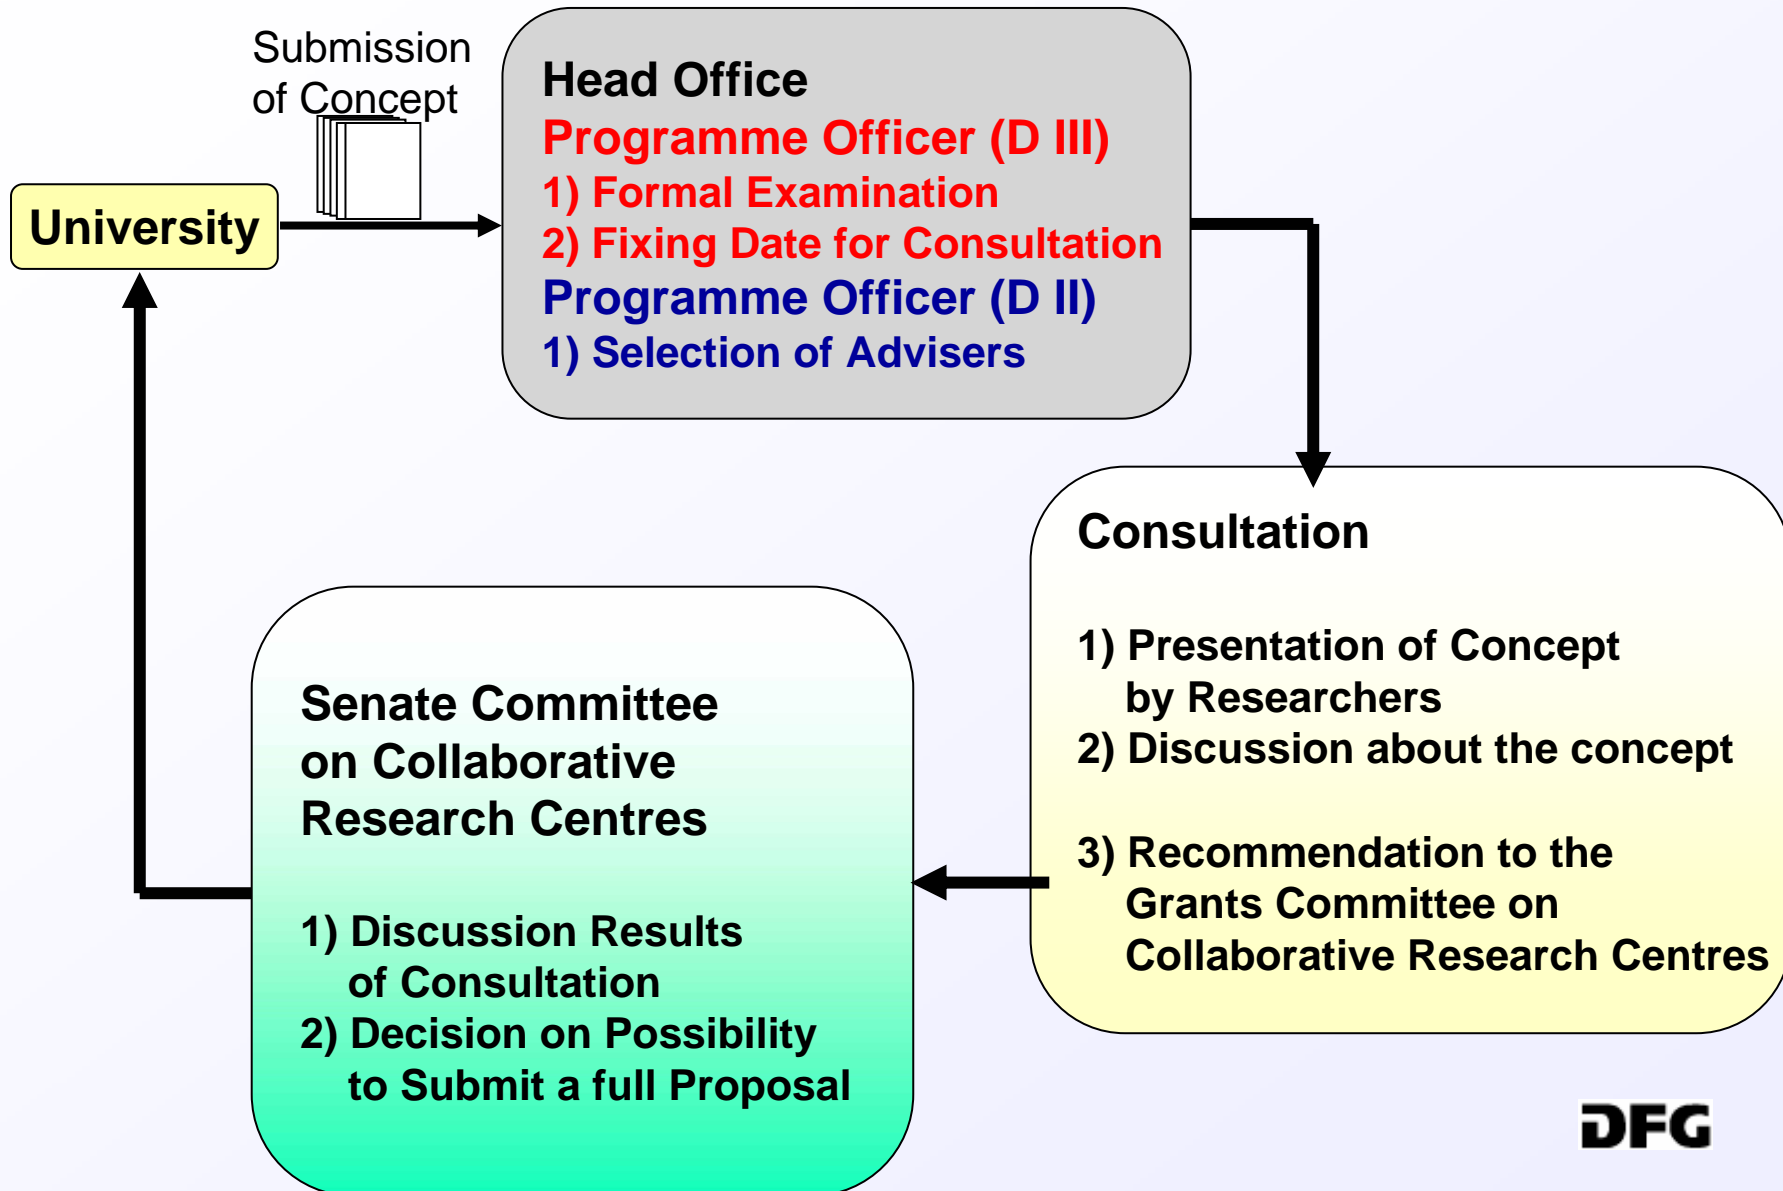 Submission
of Concept
University
Head Office
Programme Officer (D III)
1) Formal Examination
2) Fixing Date for Consultation
Programme Officer (D II)
1) Selection of Advisers
Consultation
1) Presentation of Concept
by Researchers
2) Discussion about the concept
3) Recommendation to the
Grants Committee on
Collaborative Research Centres
Senate Committee
on Collaborative
Research Centres
1) Discussion Results
of Consultation
2) Decision on Possibility
to Submit a full Proposal
DFG